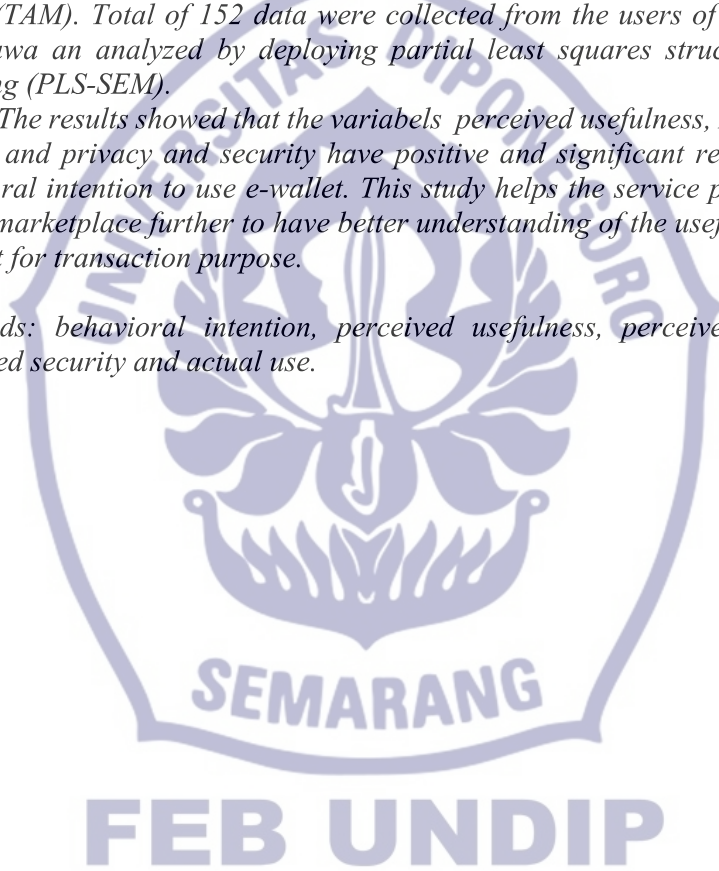 (TAM). Total of 152 data were collected from the users of
awa an analyzed by deploying partial least squares struc
ng (PLS-SEM).
The results showed that the variabels perceived usefulness,
and privacy and security have positive and significant re
ral intention to use e-wallet. This study helps the service p
marketplace further to have better understanding of the usef
t for transaction purpose.
ds: behavioral intention, perceived usefulness, perceive
ed security and actual use.
UNIVERSITAS DIPONEGORO
SEMARANG
FEB UNDIP